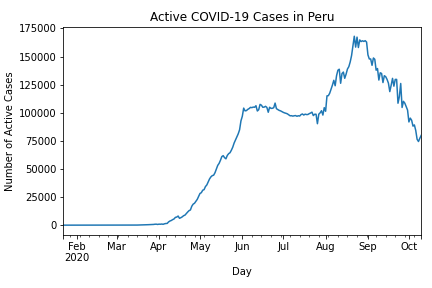 Active COVID-19 Cases in Peru
175000
150000
125000
100000
75000
50000
25000
0
Number of Active Cases
Feb Mar Apr May Jun Jul Aug Sep Oct
2020
Day